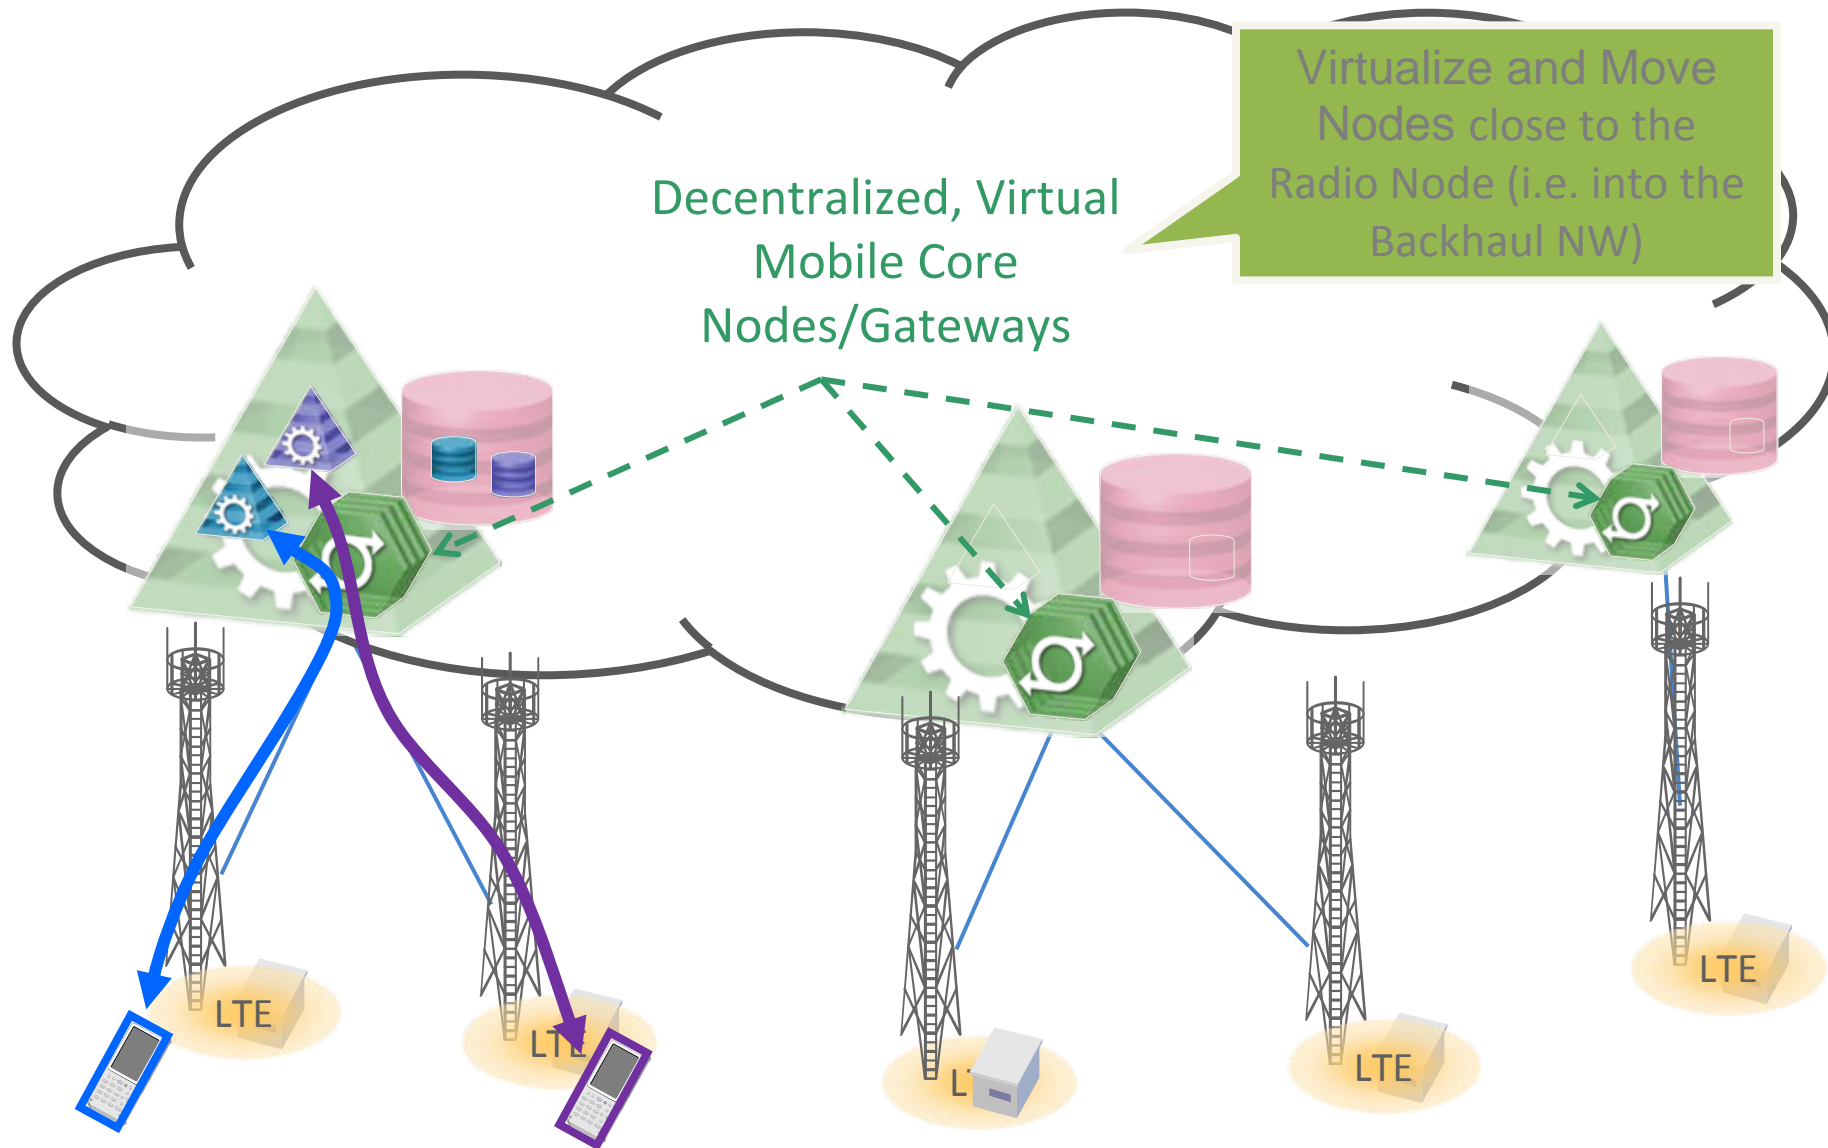 Virtualize and Move
Nodes close to the
Radio Node (i.e. into the
Backhaul NW)
Decentralized, Virtual
Mobile Core
Nodes/Gateways
LTE
LTE
LTE
LTE